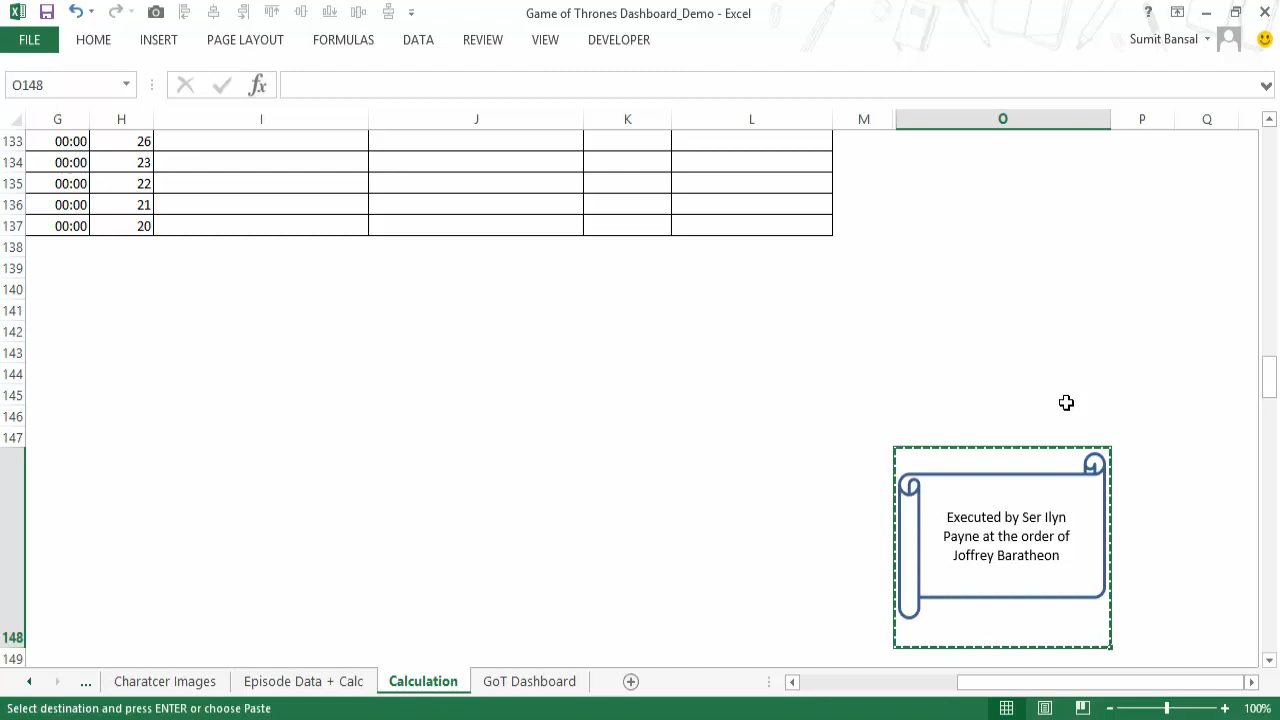 Game of Thrones Dashboard_Demo - Excel
?
FILE HOME INSERT PAGE LAYOUT FORMULAS DATA REVIEW VIEW DEVELOPER Sumit Bansal
O148 fx
G H I J K L M O P Q
133 00:00 26
134 00:00 23
135 00:00 22
136 00:00 21
137 00:00 20
138
139
140
141
142
143
144
145
146
147
Executed by Ser Ilyn
Payne at the order of
Joffrey Baratheon
148
149
... Charatcer Images Episode Data + Calc Calculation GoT Dashboard
Select destination and press ENTER or choose Paste 100%